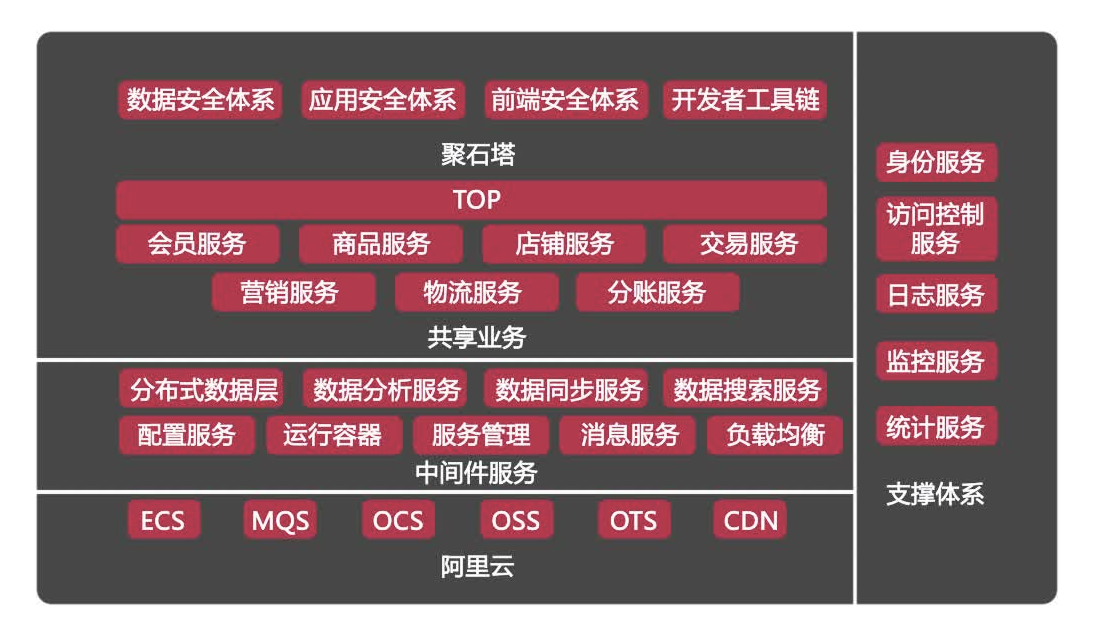 数据安全体系 应用安全体系 前端安全体系 开发者工具链
聚石塔
TOP
会员服务 商品服务 店铺服务 交易服务
营销服务 物流服务 分账服务
共享业务
分布式数据层 数据分析服务 数据同步服务 数据搜索服务
配置服务 运行容器 服务管理 消息服务 负载均衡
中间件服务
ECS MQS OCS OSS OTS CDN
阿里云
身份服务
访问控制
服务
日志服务
监控服务
统计服务
支撑体系